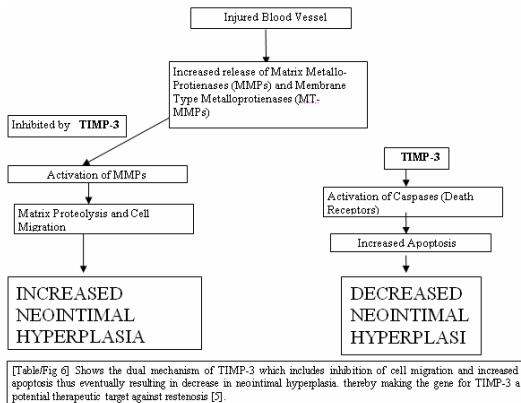 Injured Blood Vessel
Increased release of Matrix Metallo-
Protienases (MMPs) and Membrane
Type Metalloprotienases (MT-
MMPs)
Inhibited by TIMP-3
TIMP-3
Activation of MMPs
Activation of Caspases (Death
Receptors)
Matrix Proteolysis and Cell
Migration
Increased Apoptosis
INCREASED
NEOINTIMAL
HYPERPLASIA
DECREASED
NEOINTIMAL
HYPERPLASI
[Table/Fig 6] Shows the dual mechanism of TIMP-3 which includes inhibition of cell migration and increased
apoptosis thus eventually resulting in decrease in neointimal hyperplasia. thereby making the gene for TIMP-3 a
potential therapeutic target against restenosis [5].